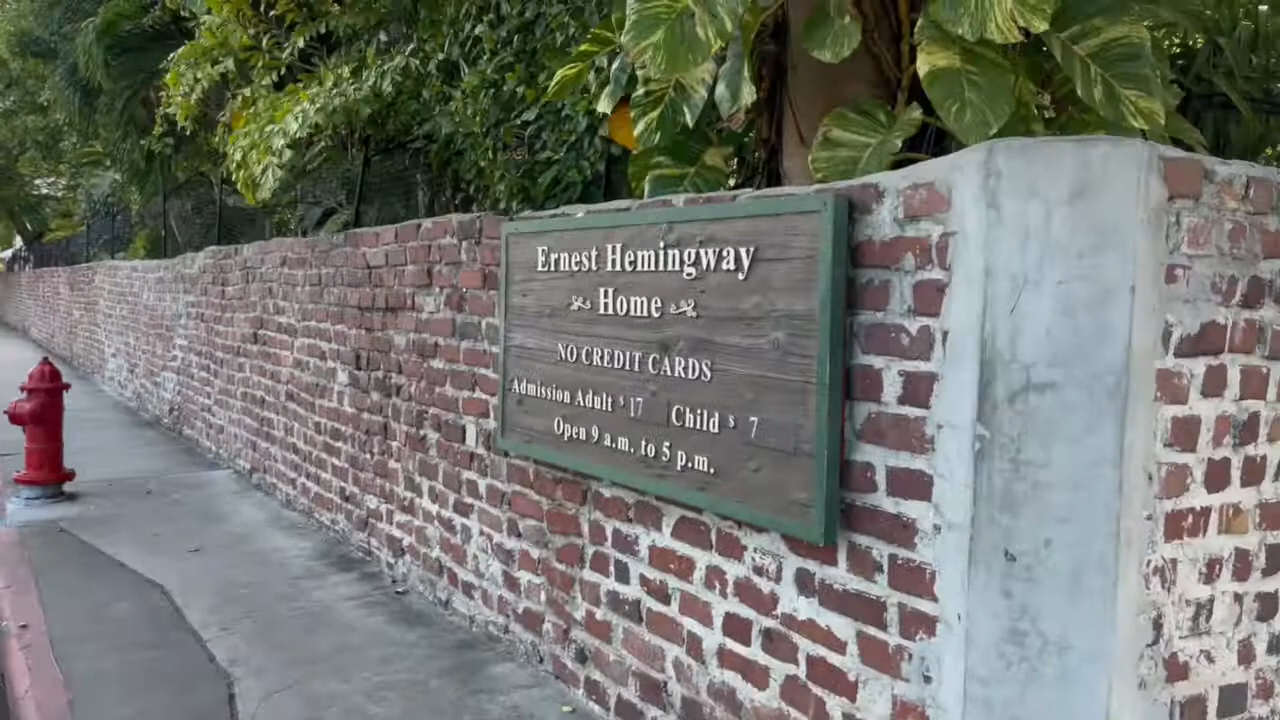 Ernest Hemingway
Home
NO CREDIT CARDS
Admission Adult $ 17 Child $ 7
Open 9 a.m. to 5 p.m.